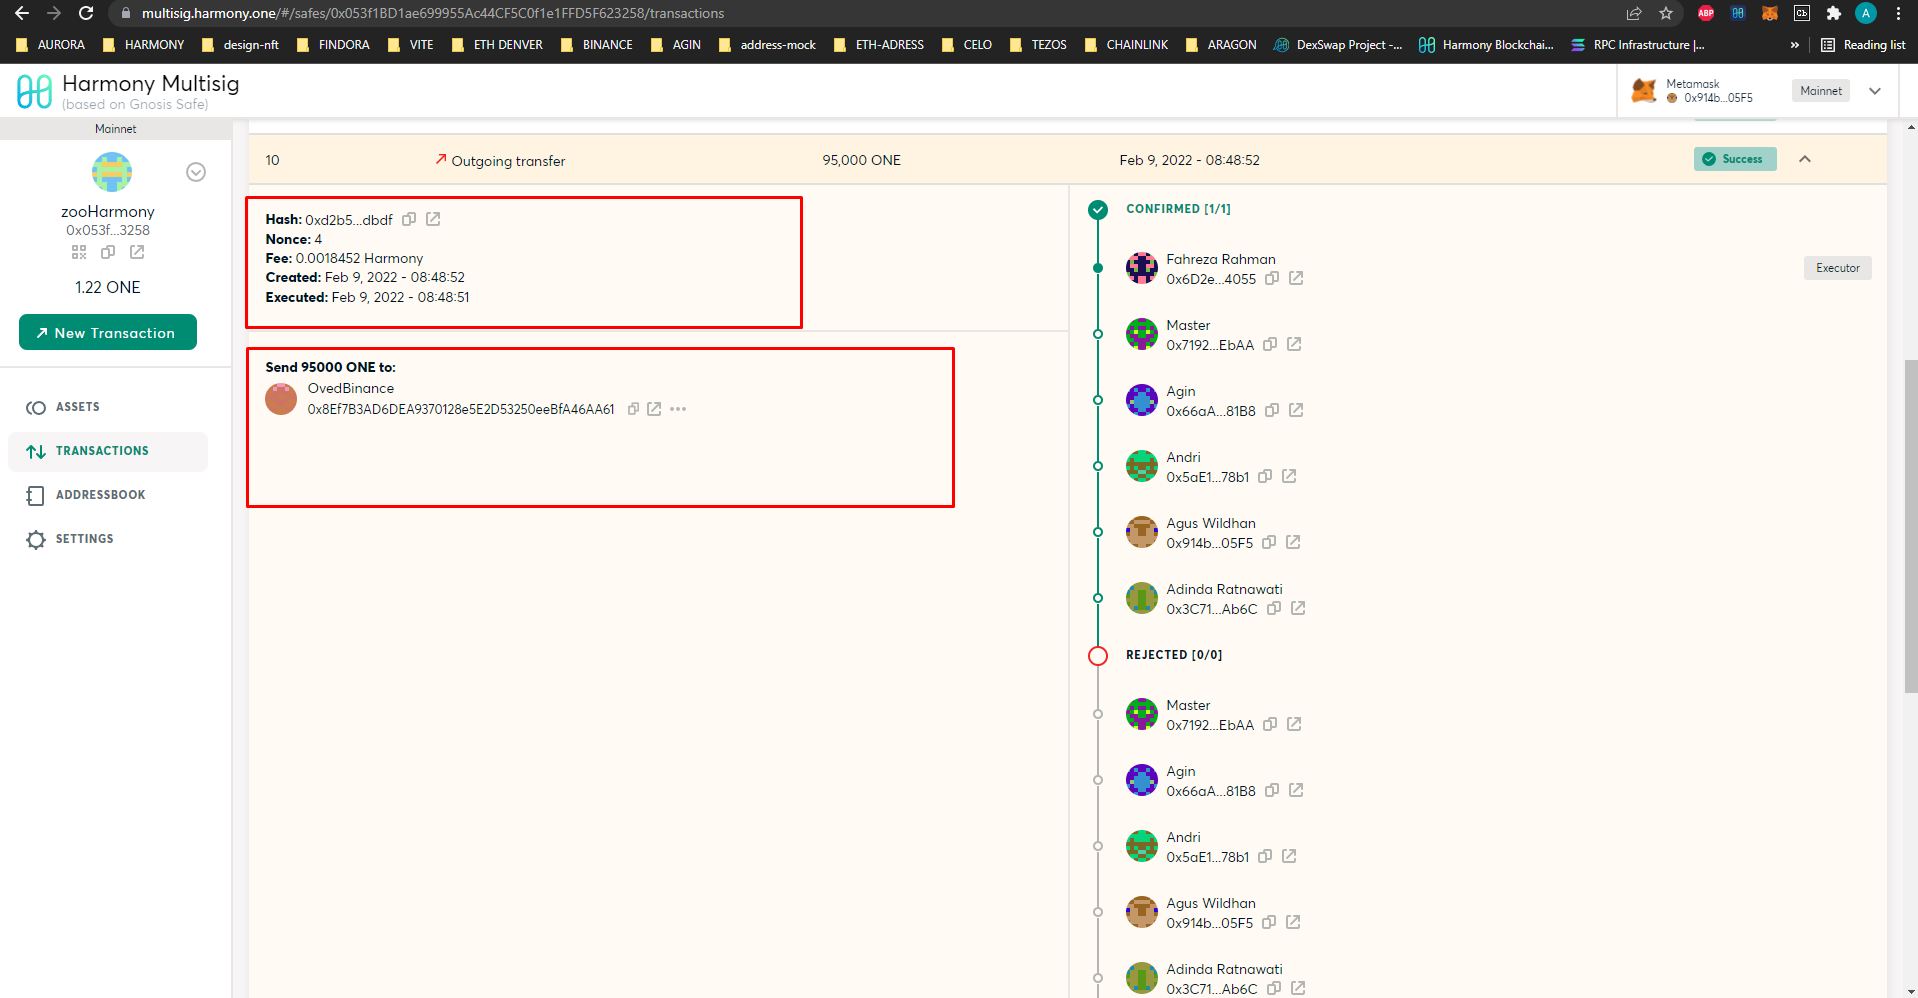 multisig.harmony.one/#/safes/0x053f1BD1ae699955Ac44CF5C0f1e1FFD5F623258/transactions
ABP
Cb
A
AURORA HARMONY design-nft FINDORA VITE ETH DENVER BINANCE AGIN address-mock ETH-ADRESS CELO TEZOS CHAINLINK ARAGON DexSwap Project -... Harmony Blockchai... RPC Infrastructure |... » Reading list
Harmony Multisig
(based on Gnosis Safe)
Metamask
0x914b...05F5
Mainnet
Mainnet
zooHarmony
0x053f...3258
1.22 ONE
New Transaction
ASSETS
TRANSACTIONS
ADDRESSBOOK
SETTINGS
10 Outgoing transfer 95,000 ONE Feb 9, 2022 - 08:48:52 Success
Hash: 0xd2b5...dbdf
Nonce: 4
Fee: 0.0018452 Harmony
Created: Feb 9, 2022 - 08:48:52
Executed: Feb 9, 2022 - 08:48:51
Send 95000 ONE to:
OvedBinance
0x8Ef7B3AD6DEA9370128e5E2D53250eeBfA46AA61
CONFIRMED [1/1]
Fahreza Rahman
0x6D2e...4055
Executor
Master
0x7192...EbAA
Agin
0x66aA...81B8
Andri
0x5aE1...78b1
Agus Wildhan
0x914b...05F5
Adinda Ratnawati
0x3C71...Ab6C
REJECTED [0/0]
Master
0x7192...EbAA
Agin
0x66aA...81B8
Andri
0x5aE1...78b1
Agus Wildhan
0x914b...05F5
Adinda Ratnawati
0x3C71...Ab6C